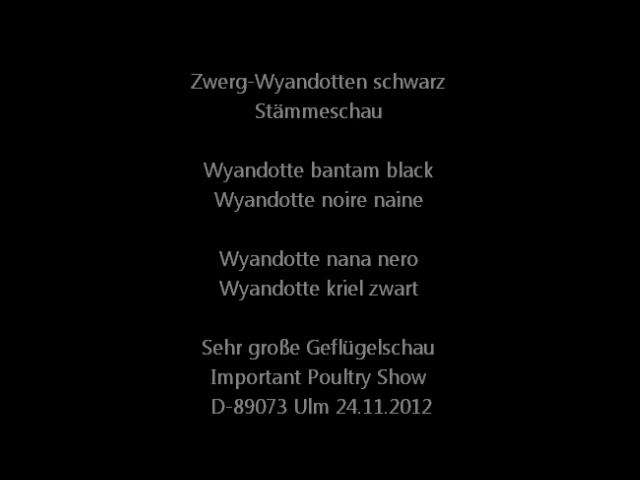 Zwerg-Wyandotten schwarz
Stämmeschau
Wyandotte bantam black
Wyandotte noire naine
Wyandotte nana nero
Wyandotte kriel zwart
Sehr große Geflügelschau
Important Poultry Show
D-89073 Ulm 24.11.2012